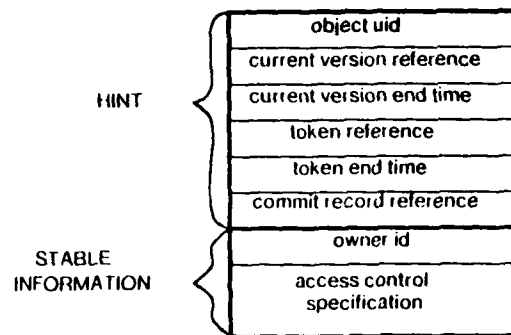 object uid
current version reference
HINT
current version end time
token reference
token end time
commit record reference
owner id
STABLE
INFORMATION
access control
specification